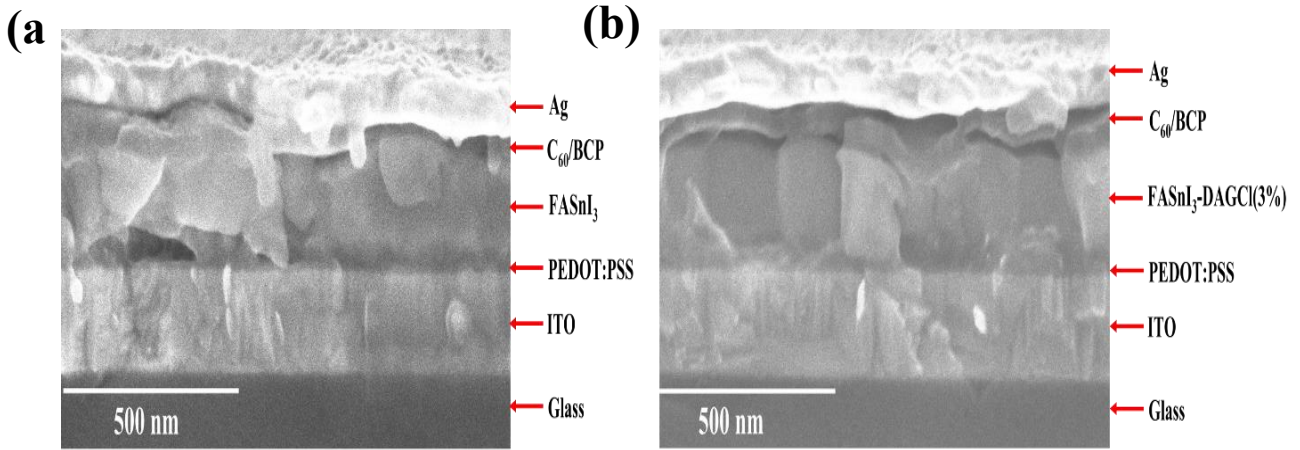 (a
Ag
C60/BCP
FASnI3
PEDOT:PSS
ITO
Glass
500 nm
(b)
Ag
C60/BCP
FASnI3-DAGCl(3%)
PEDOT:PSS
ITO
Glass
500 nm